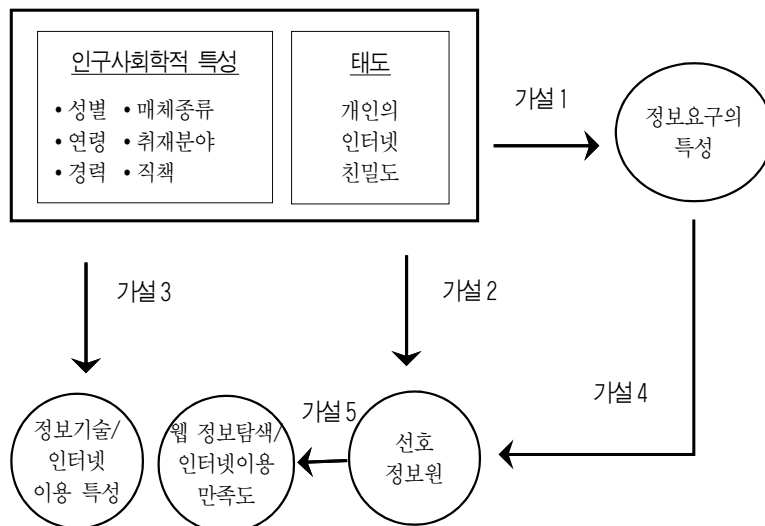 인구사회학적 특성
• 성별 • 매체종류
• 연령 • 취재분야
• 경력 • 직책
태도
개인의
인터넷
친밀도
가설 1
정보요구의
특성
가설 3
가설 2
가설 4
가설 5
정보기술/
인터넷
이용 특성
웹 정보탐색/
인터넷이용
만족도
선호
정보원